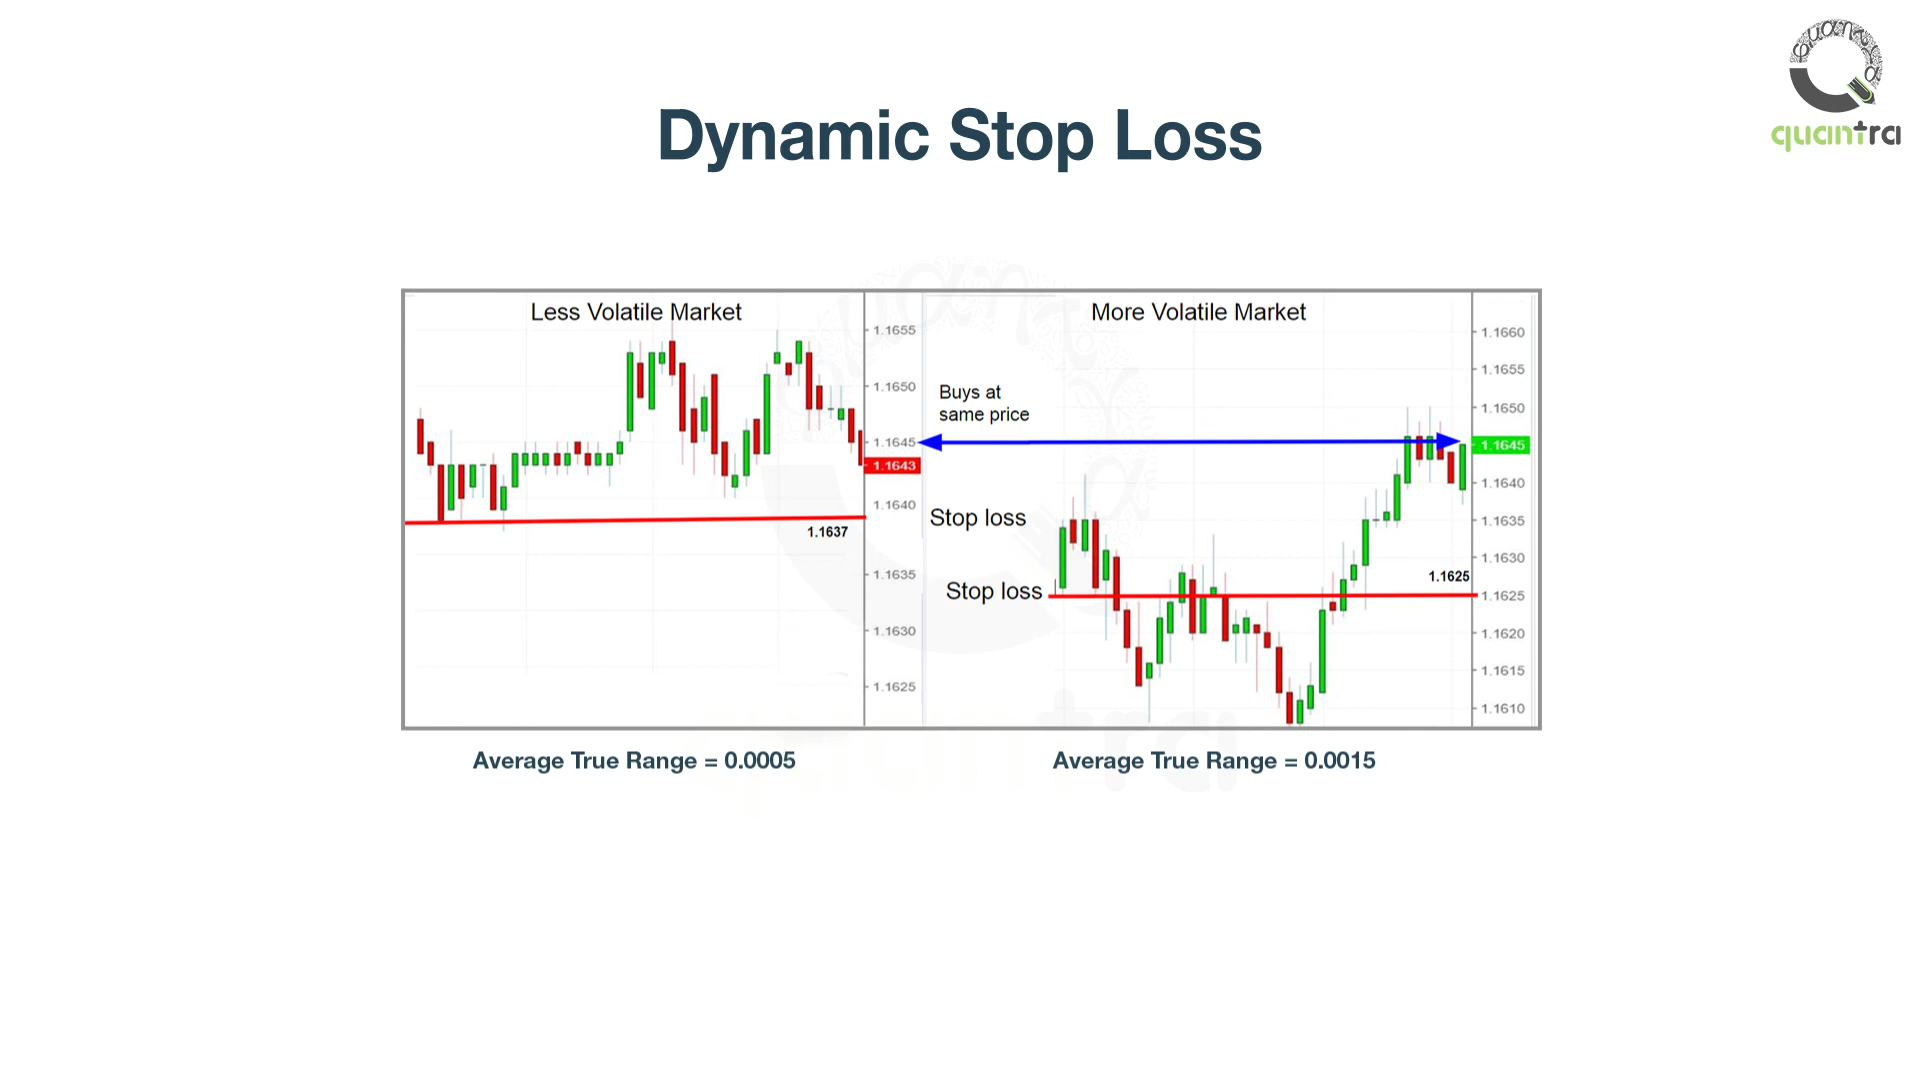 quantra
Dynamic Stop Loss
Less Volatile Market
1.1655
1.1650
1.1645
1.1643
1.1640
1.1637
1.1635
1.1630
1.1625
Buys at
same price
Stop loss
Stop loss
More Volatile Market
1.1660
1.1655
1.1650
1.1645
1.1640
1.1635
1.1630
1.1625
1.1625
1.1620
1.1615
1.1610
Average True Range = 0.0005
Average True Range = 0.0015